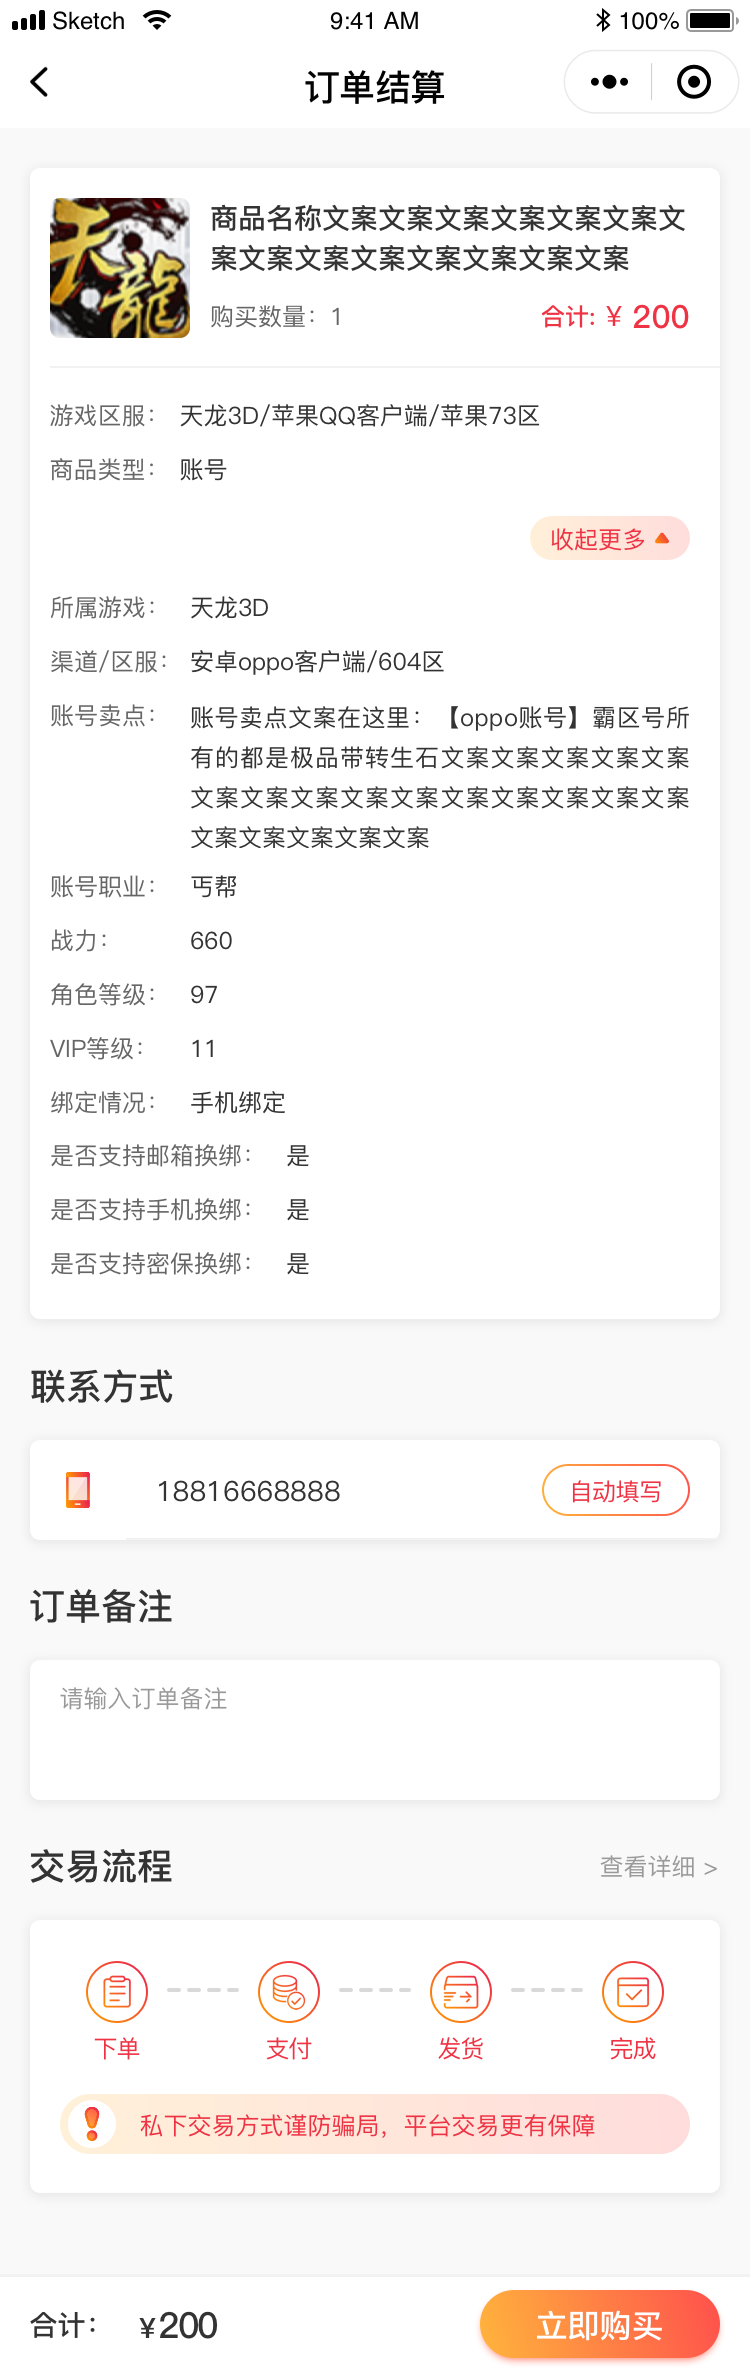 Sketch 9:41 AM 100%
订单结算
天龍
商品名称文案文案文案文案文案文案文
案文案文案文案文案文案文案文案
购买数量：1 合计: ¥ 200
游戏区服： 天龙3D/苹果QQ客户端/苹果73区
商品类型： 账号
收起更多
所属游戏： 天龙3D
渠道/区服： 安卓oppo客户端/604区
账号卖点： 账号卖点文案在这里：【oppo账号】霸区号所
有的都是极品带转生石文案文案文案文案文案
文案文案文案文案文案文案文案文案文案文案
文案文案文案文案文案
账号职业： 丐帮
战力： 660
角色等级： 97
VIP等级： 11
绑定情况： 手机绑定
是否支持邮箱换绑： 是
是否支持手机换绑： 是
是否支持密保换绑： 是
联系方式
18816668888 自动填写
订单备注
请输入订单备注
交易流程 查看详细 >
下单 支付 发货 完成
私下交易方式谨防骗局，平台交易更有保障
合计： ¥200 立即购买